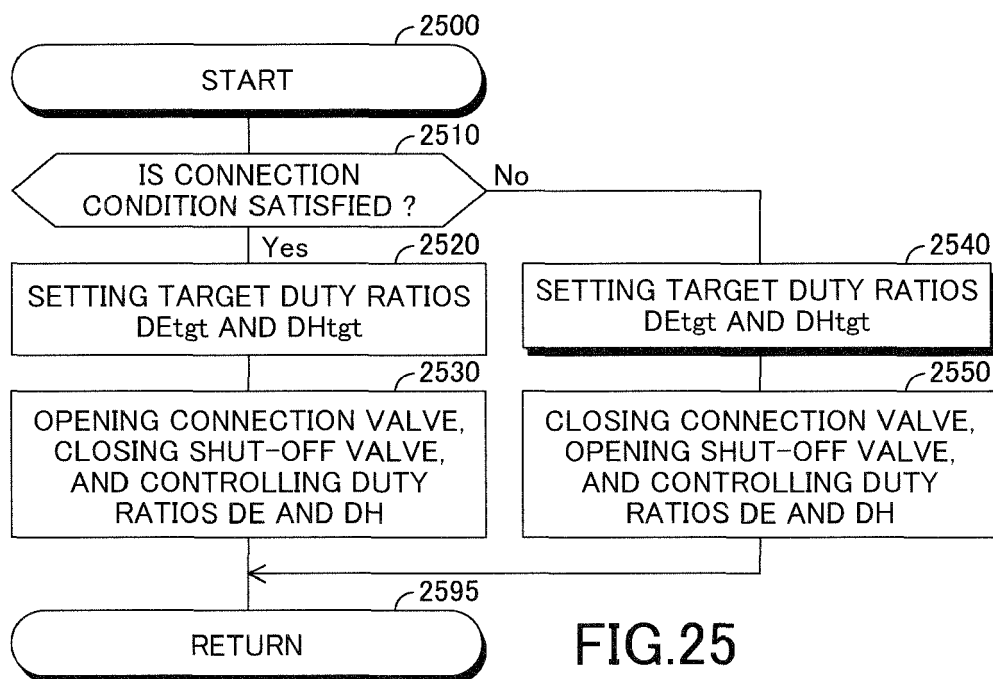 2500
START
2510
IS CONNECTION
CONDITION SATISFIED ?
No
Yes
2520
SETTING TARGET DUTY RATIOS
DEtgt AND DHtgt
2540
SETTING TARGET DUTY RATIOS
DEtgt AND DHtgt
2530
OPENING CONNECTION VALVE,
CLOSING SHUT-OFF VALVE,
AND CONTROLLING DUTY
RATIOS DE AND DH
2550
CLOSING CONNECTION VALVE,
OPENING SHUT-OFF VALVE,
AND CONTROLLING DUTY
RATIOS DE AND DH
2595
RETURN
FIG.25